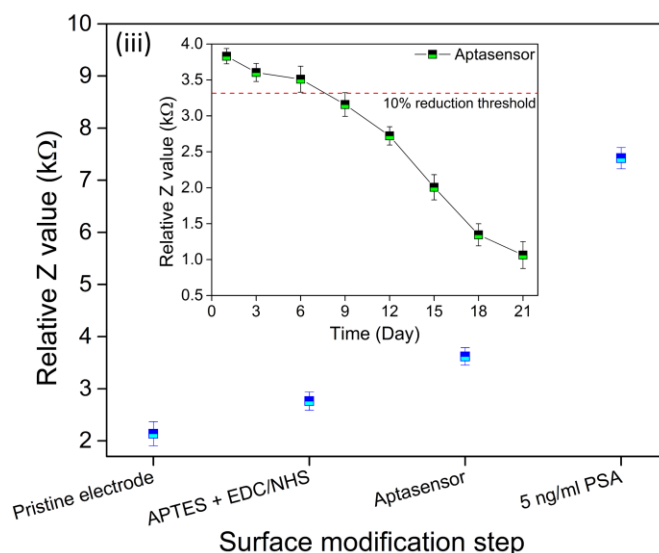 (iii)
Relative Z value (kΩ)
10
9
8
7
6
5
4
3
2
Relative Z value (kΩ)
4.0
3.5
3.0
2.5
2.0
1.5
1.0
0.5
Aptasensor
10% reduction threshold
0 3 6 9 12 15 18 21
Time (Day)
Pristine electrode
APTES + EDC/NHS
Aptasensor
5 ng/ml PSA
Surface modification step